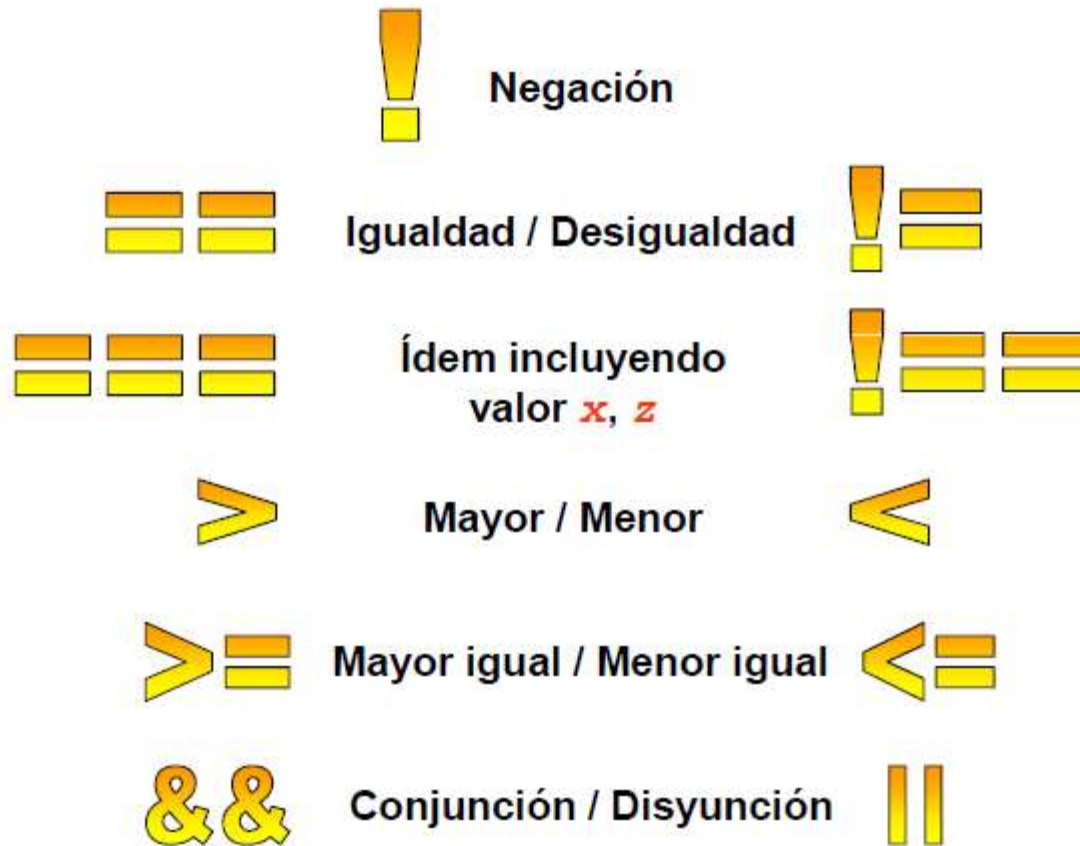 ! Negación
== Igualdad / Desigualdad !=
=== Ídem incluyendo !==
valor x, z
> Mayor / Menor <
>= Mayor igual / Menor igual <=
&& Conjunción / Disyunción ||